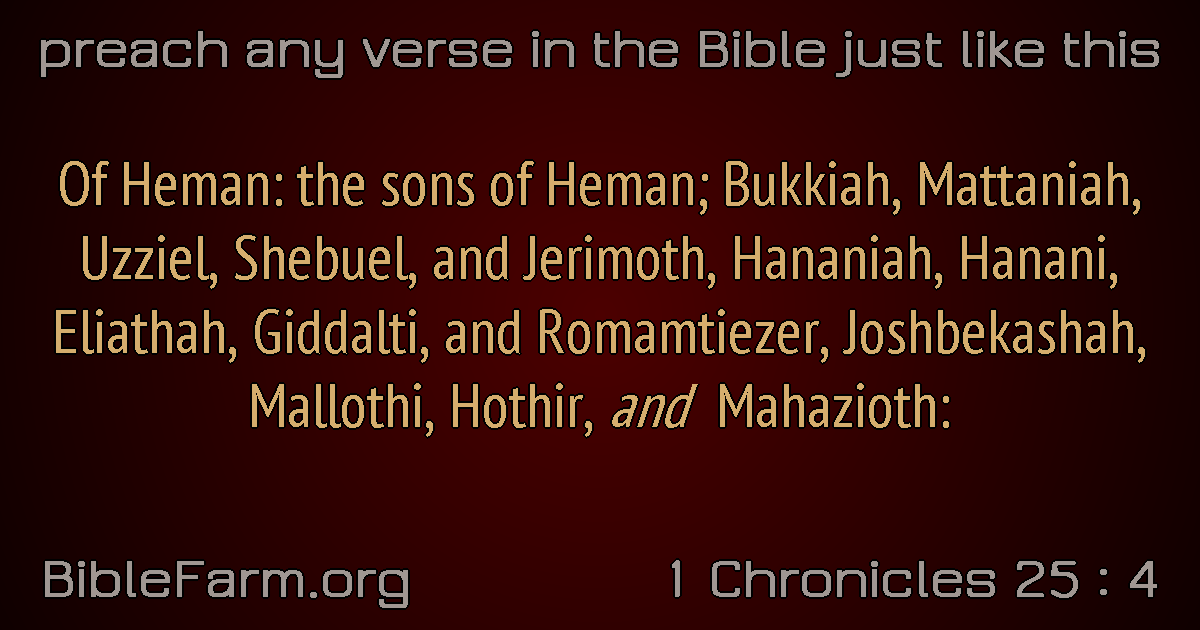 preach any verse in the Bible just like this
Of Heman: the sons of Heman; Bukkiah, Mattaniah,
Uzziel, Shebuel, and Jerimoth, Hananiah, Hanani,
Eliathah, Giddalti, and Romamtiezer, Joshbekashah,
Mallothi, Hothir, and Mahazioth:
BibleFarm.org
1 Chronicles 25 : 4